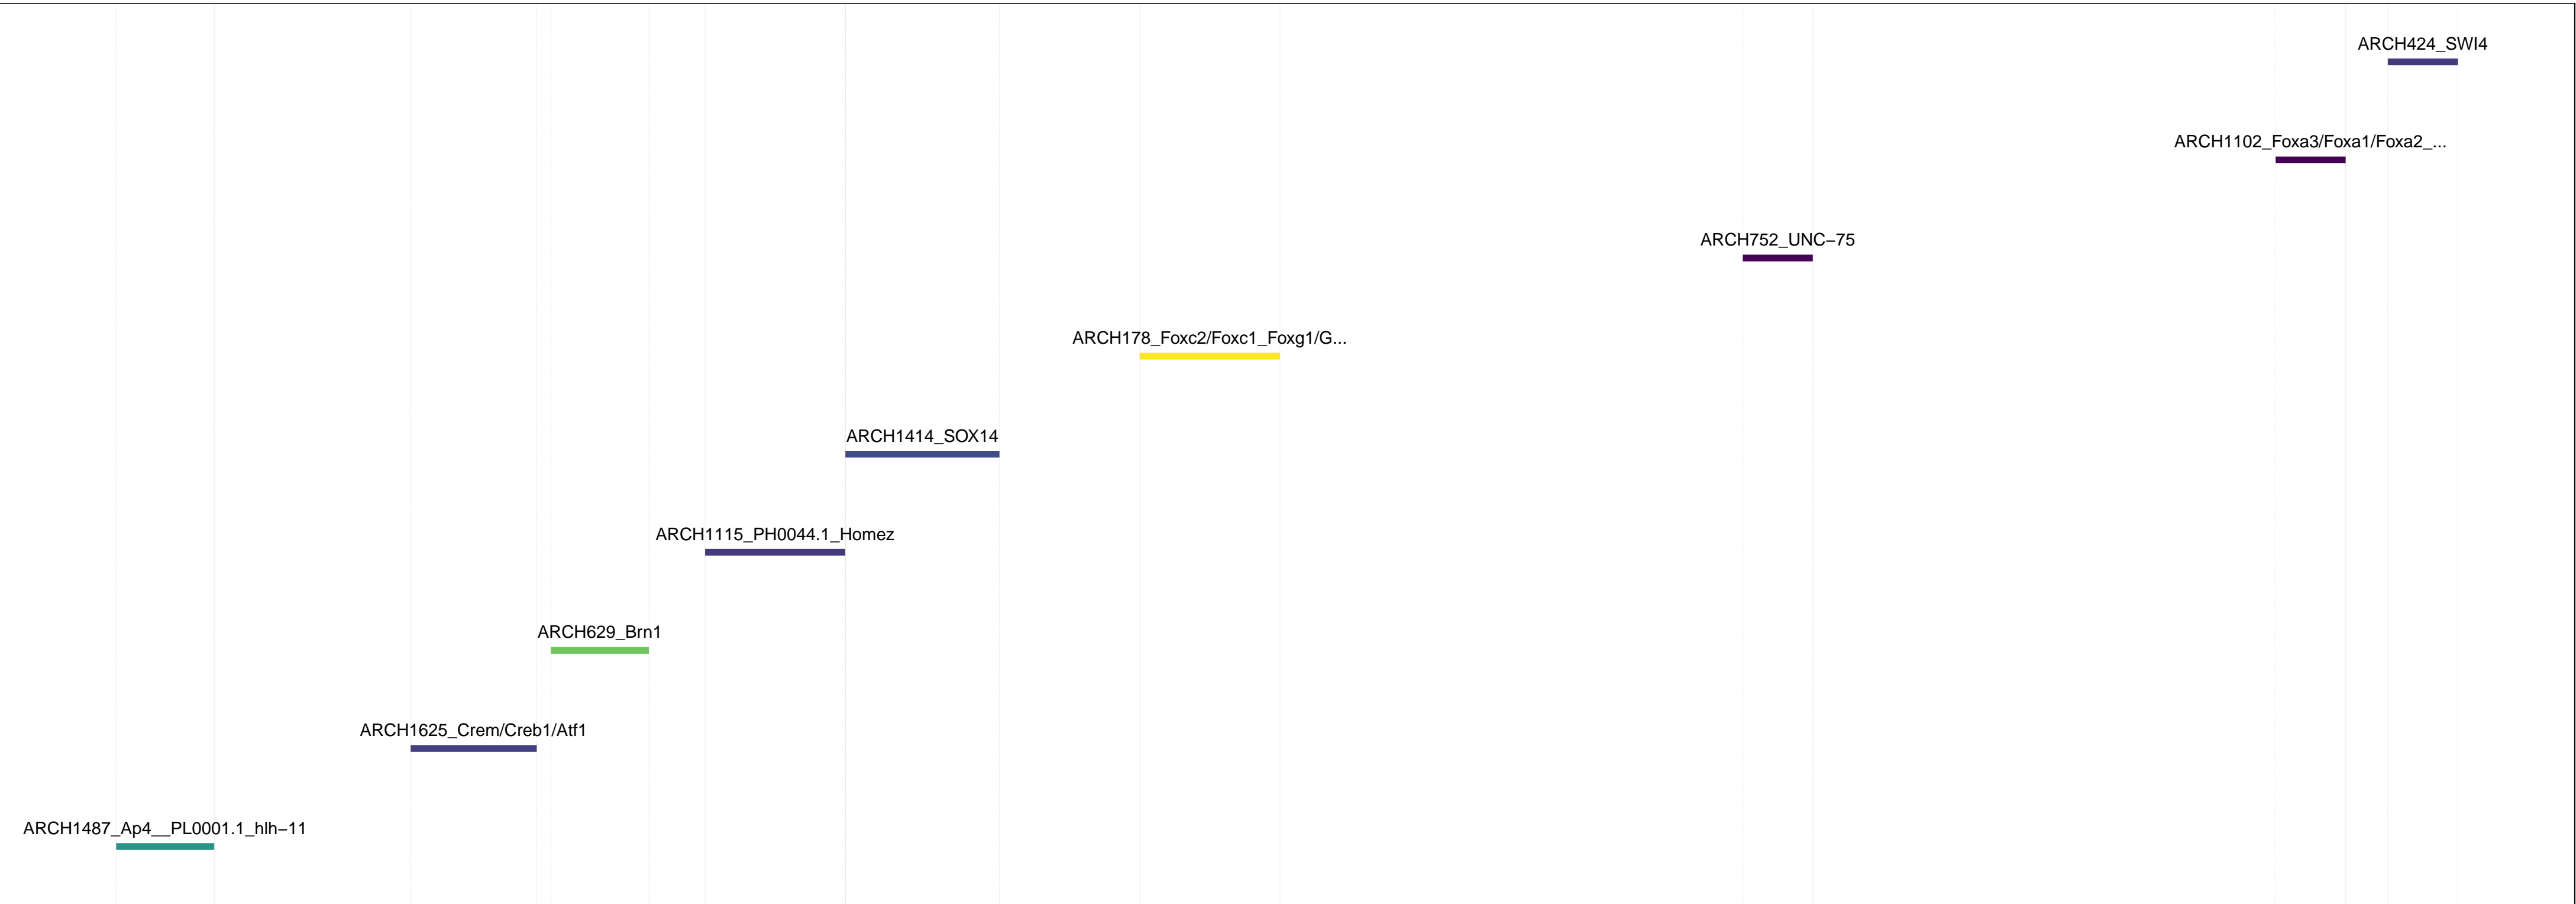 ARCH424_SWI4
ARCH1102_Foxa3/Foxa1/Foxa2_...
ARCH752_UNC−75
ARCH178_Foxc2/Foxc1_Foxg1/G...
ARCH1414_SOX14
ARCH1115_PH0044.1_Homez
ARCH629_Brn1
ARCH1625_Crem/Creb1/Atf1
ARCH1487_Ap4__PL0001.1_hlh−11